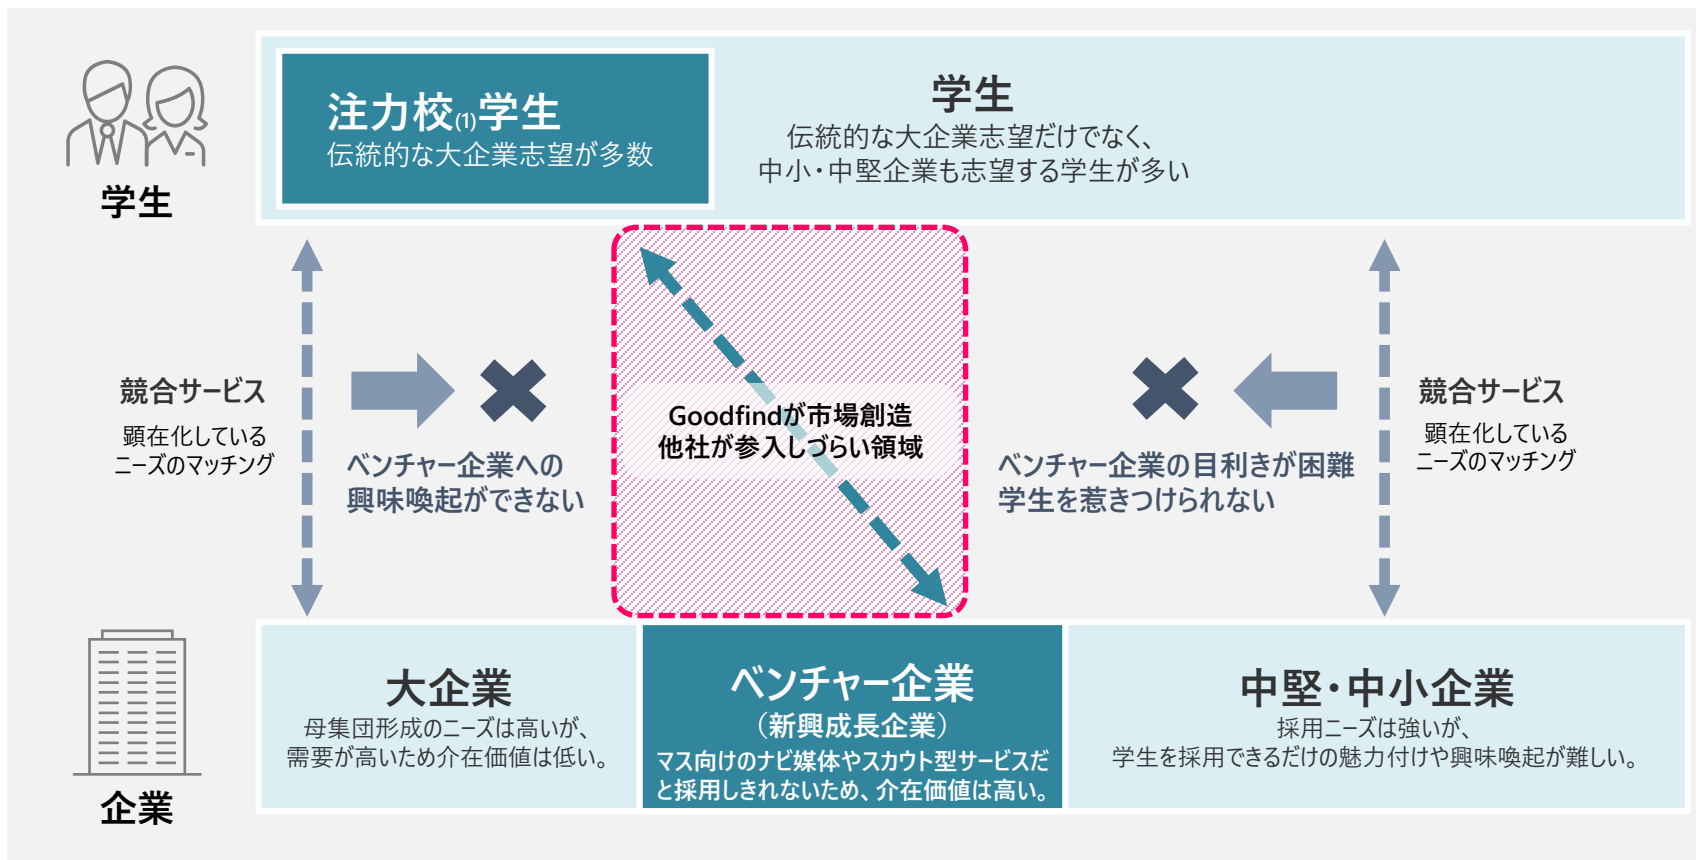 注力校(1)学生
伝統的な大企業志望が多数
学生
伝統的な大企業志望だけでなく、
中小・中堅企業も志望する学生が多い
学生
競合サービス
顕在化している
ニーズのマッチング
ベンチャー企業への
興味喚起ができない
Goodfindが市場創造
他社が参入しづらい領域
ベンチャー企業の目利きが困難
学生を惹きつけられない
競合サービス
顕在化している
ニーズのマッチング
大企業
母集団形成のニーズは高いが、
需要が高いため介在価値は低い。
ベンチャー企業
（新興成長企業）
マス向けのナビ媒体やスカウト型サービスだ
と採用しきれないため、介在価値は高い。
中堅・中小企業
採用ニーズは強いが、
学生を採用できるだけの魅力付けや興味喚起が難しい。
企業